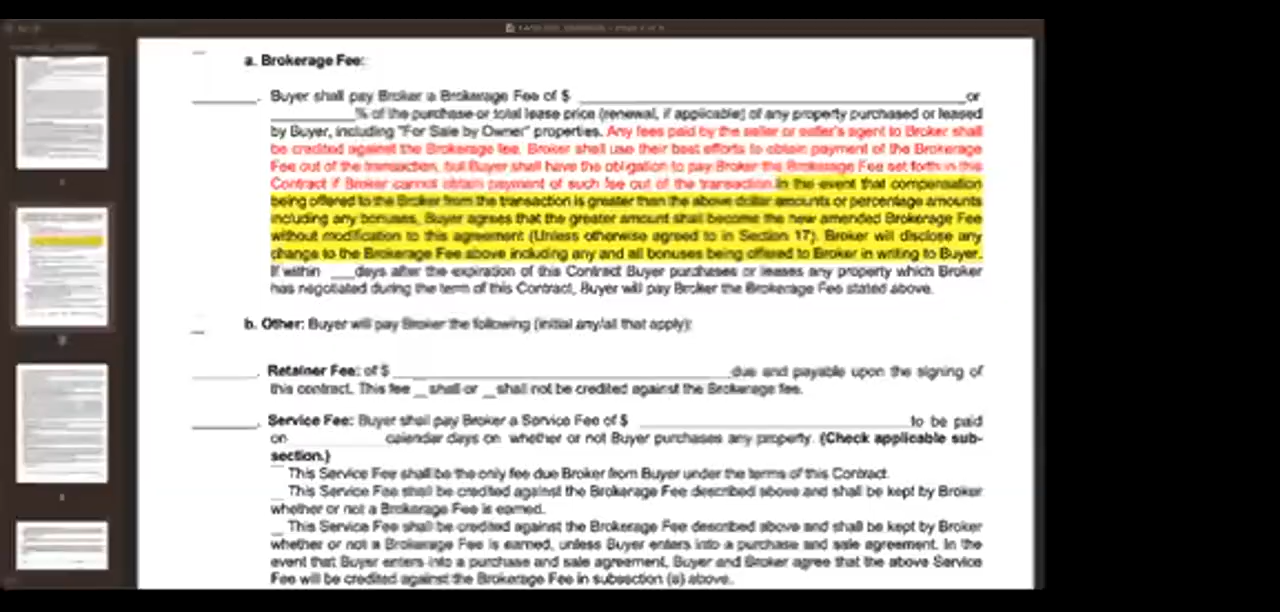 a. Brokerage Fee:
________. Buyer shall pay Broker a Brokerage Fee of $ ________________________________________or
__________% of the purchase or total lease price (renewal, if applicable) of any property purchased or leased
by Buyer, including "For Sale by Owner" properties. Any fees paid by the seller or seller's agent to Broker shall
be credited against the Brokerage fee. Broker shall use their best efforts to obtain payment of the Brokerage
Fee out of the transaction, but Buyer shall have the obligation to pay Broker the Brokerage Fee set forth in this
Contract if Broker cannot obtain payment of such fee out of the transaction. In the event that compensation
being offered to the Broker from the transaction is greater than the above dollar amounts or percentage amounts
including any bonuses, Buyer agrees that the greater amount shall become the new amended Brokerage Fee
without modification to this agreement (Unless otherwise agreed to in Section 17). Broker will disclose any
change to the Brokerage Fee above including any and all bonuses being offered to Broker in writing to Buyer.
If within ___days after the expiration of this Contract Buyer purchases or leases any property which Broker
has negotiated during the term of this Contract, Buyer will pay Broker the Brokerage Fee stated above.
b. Other: Buyer will pay Broker the following (initial any/all that apply):
________. Retainer Fee: of $ ___________________________________due and payable upon the signing of
this contract. This fee __shall or __shall not be credited against the Brokerage fee.
________. Service Fee: Buyer shall pay Broker a Service Fee of $ ____________________________ to be paid
on __________ calendar days on whether or not Buyer purchases any property. (Check applicable sub-
section.)
__ This Service Fee shall be the only fee due Broker from Buyer under the terms of this Contract.
__ This Service Fee shall be credited against the Brokerage Fee described above and shall be kept by Broker
whether or not a Brokerage Fee is earned.
__ This Service Fee shall be credited against the Brokerage Fee described above and shall be kept by Broker
whether or not a Brokerage Fee is earned, unless Buyer enters into a purchase and sale agreement. In the
event that Buyer enters into a purchase and sale agreement, Buyer and Broker agree that the above Service
Fee will be credited against the Brokerage Fee in subsection (a) above.